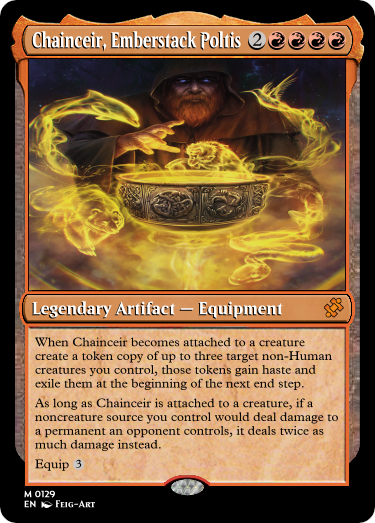 Chainceir, Emberstack Poltis 2
Legendary Artifact — Equipment
When Chainceir becomes attached to a creature
create a token copy of up to three target non-Human
creatures you control, those tokens gain haste and
exile them at the beginning of the next end step.
As long as Chainceir is attached to a creature, if a
noncreature source you control would deal damage to
a permanent an opponent controls, it deals twice as
much damage instead.
Equip 3
M 0129
EN Feig-Art